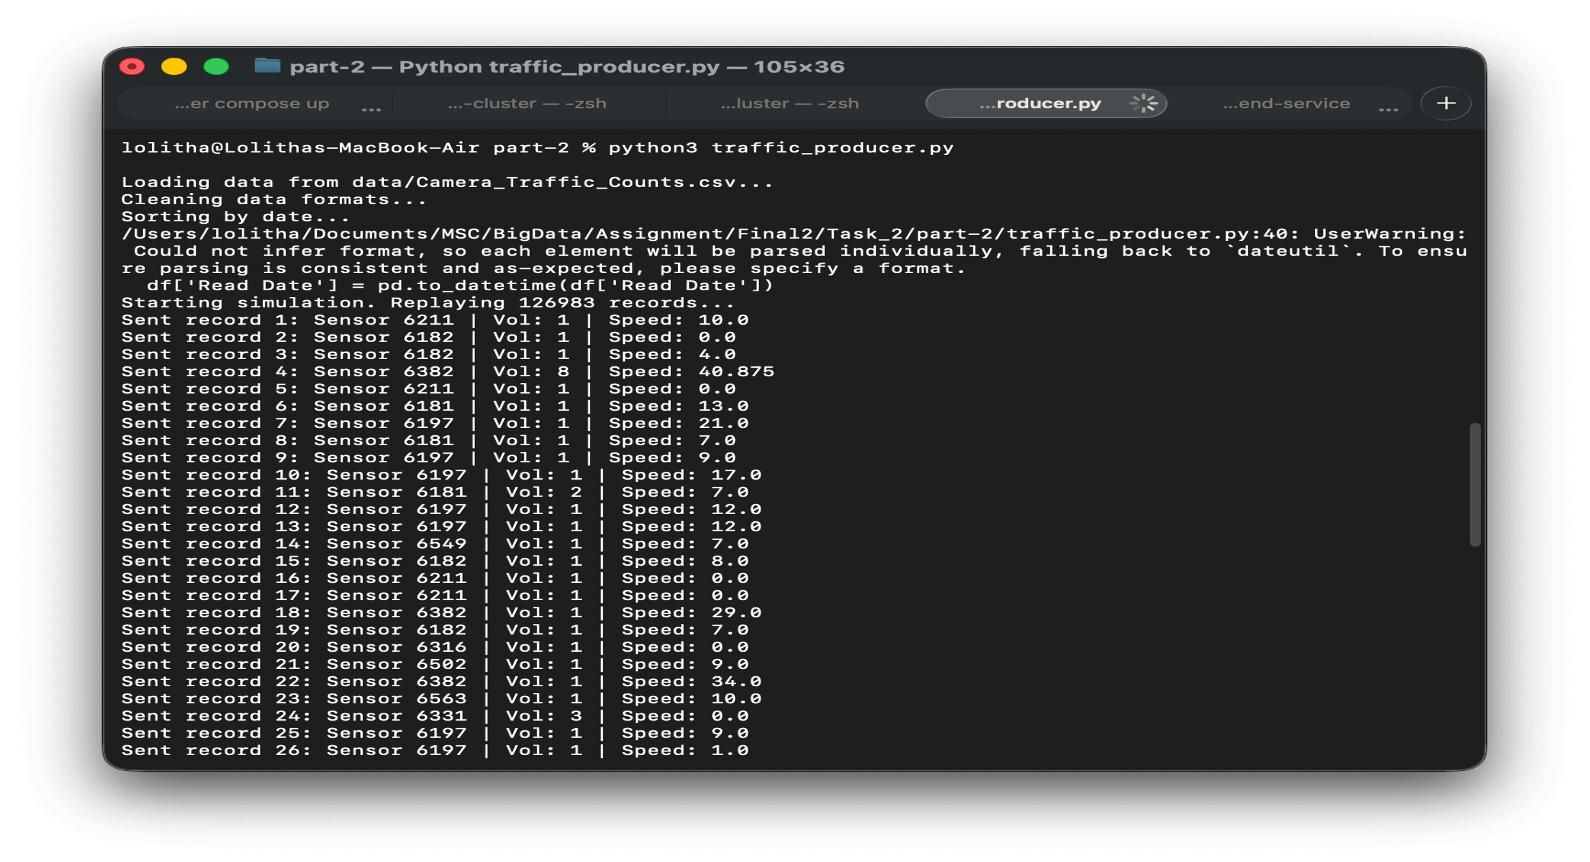 part-2 — Python traffic_producer.py — 105×36
...er compose up ... ...-cluster — -zsh ...luster — -zsh ...roducer.py ...end-service ... +
lolitha@Lolithas-MacBook-Air part-2 % python3 traffic_producer.py
Loading data from data/Camera_Traffic_Counts.csv...
Cleaning data formats...
Sorting by date...
/Users/lolitha/Documents/MSC/BigData/Assignment/Final2/Task_2/part-2/traffic_producer.py:40: UserWarning:
 Could not infer format, so each element will be parsed individually, falling back to `dateutil`. To ensu
re parsing is consistent and as-expected, please specify a format.
  df['Read Date'] = pd.to_datetime(df['Read Date'])
Starting simulation. Replaying 126983 records...
Sent record 1: Sensor 6211 | Vol: 1 | Speed: 10.0
Sent record 2: Sensor 6182 | Vol: 1 | Speed: 0.0
Sent record 3: Sensor 6182 | Vol: 1 | Speed: 4.0
Sent record 4: Sensor 6382 | Vol: 8 | Speed: 40.875
Sent record 5: Sensor 6211 | Vol: 1 | Speed: 0.0
Sent record 6: Sensor 6181 | Vol: 1 | Speed: 13.0
Sent record 7: Sensor 6197 | Vol: 1 | Speed: 21.0
Sent record 8: Sensor 6181 | Vol: 1 | Speed: 7.0
Sent record 9: Sensor 6197 | Vol: 1 | Speed: 9.0
Sent record 10: Sensor 6197 | Vol: 1 | Speed: 17.0
Sent record 11: Sensor 6181 | Vol: 2 | Speed: 7.0
Sent record 12: Sensor 6197 | Vol: 1 | Speed: 12.0
Sent record 13: Sensor 6197 | Vol: 1 | Speed: 12.0
Sent record 14: Sensor 6549 | Vol: 1 | Speed: 7.0
Sent record 15: Sensor 6182 | Vol: 1 | Speed: 8.0
Sent record 16: Sensor 6211 | Vol: 1 | Speed: 0.0
Sent record 17: Sensor 6211 | Vol: 1 | Speed: 0.0
Sent record 18: Sensor 6382 | Vol: 1 | Speed: 29.0
Sent record 19: Sensor 6182 | Vol: 1 | Speed: 7.0
Sent record 20: Sensor 6316 | Vol: 1 | Speed: 0.0
Sent record 21: Sensor 6502 | Vol: 1 | Speed: 9.0
Sent record 22: Sensor 6382 | Vol: 1 | Speed: 34.0
Sent record 23: Sensor 6563 | Vol: 1 | Speed: 10.0
Sent record 24: Sensor 6331 | Vol: 3 | Speed: 0.0
Sent record 25: Sensor 6197 | Vol: 1 | Speed: 9.0
Sent record 26: Sensor 6197 | Vol: 1 | Speed: 1.0